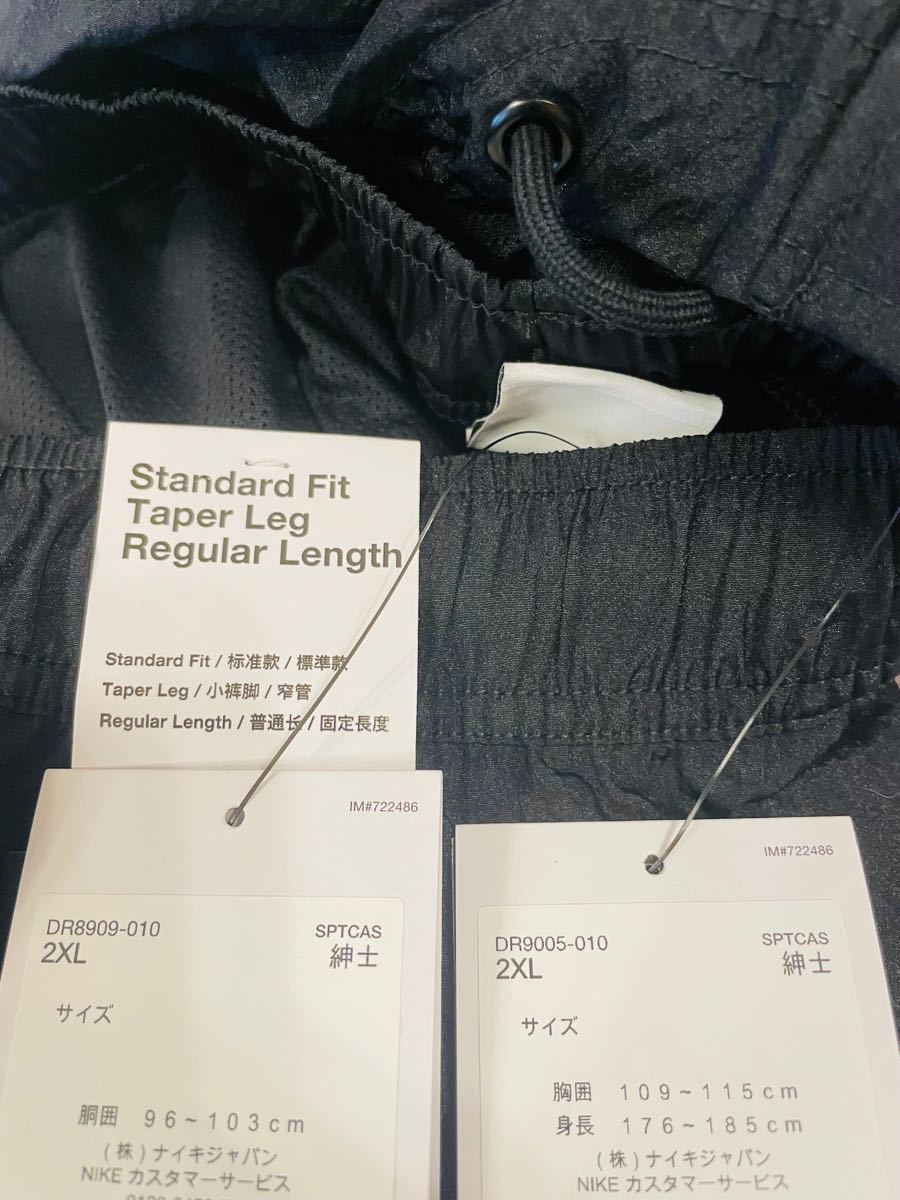 Standard Fit
Taper Leg
Regular Length
Standard Fit / 标准款 / 標準款
Taper Leg / 小裤脚 / 窄管
Regular Length / 普通长 / 固定長度
IM#722486
DR8909-010
SPTCAS
2XL
紳士
サイズ
胴囲 96~103cm
(株)ナイキジャパン
NIKE カスタマーサービス
IM#722486
DR9005-010
SPTCAS
2XL
紳士
サイズ
胸囲 109~115cm
身長 176~185cm
(株)ナイキジャパン
NIKE カスタマーサービス